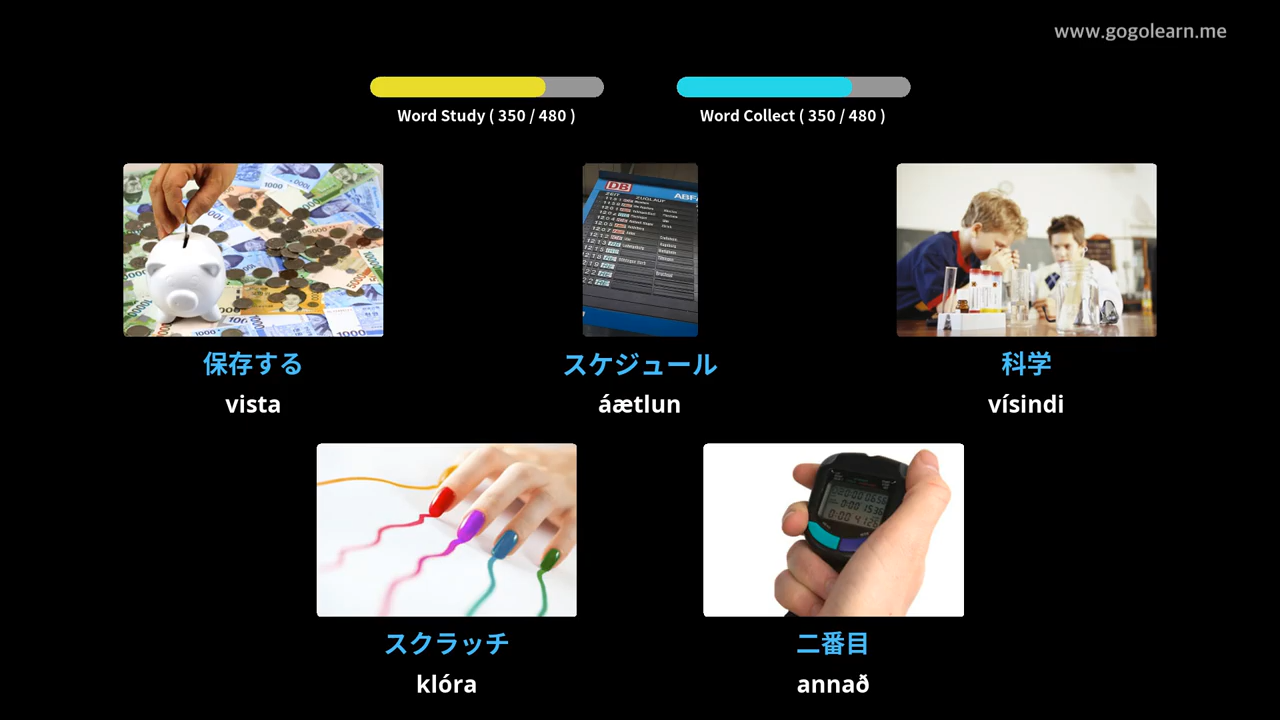 www.gogolearn.me
Word Study ( 350 / 480 )
Word Collect ( 350 / 480 )
DB
保存する
スケジュール
科学
vista
áætlun
vísindi
スクラッチ
二番目
klóra
annað